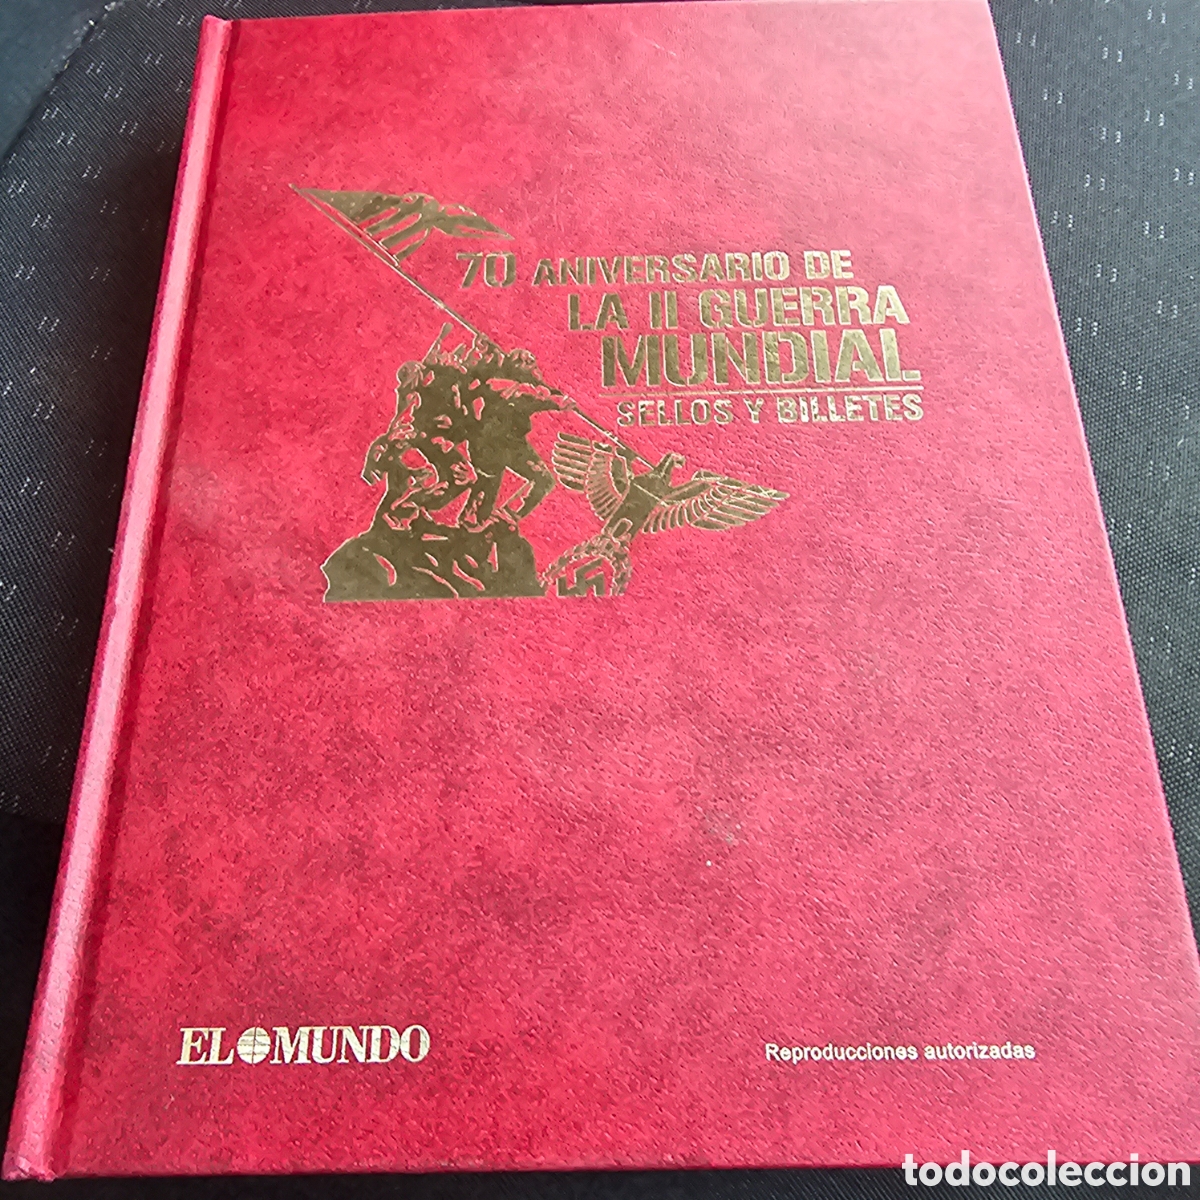 70 ANIVERSARIO DE
LA II GUERRA
MUNDIAL
SELLOS Y BILLETES
EL MUNDO
Reproducciones autorizadas
todocoleccion